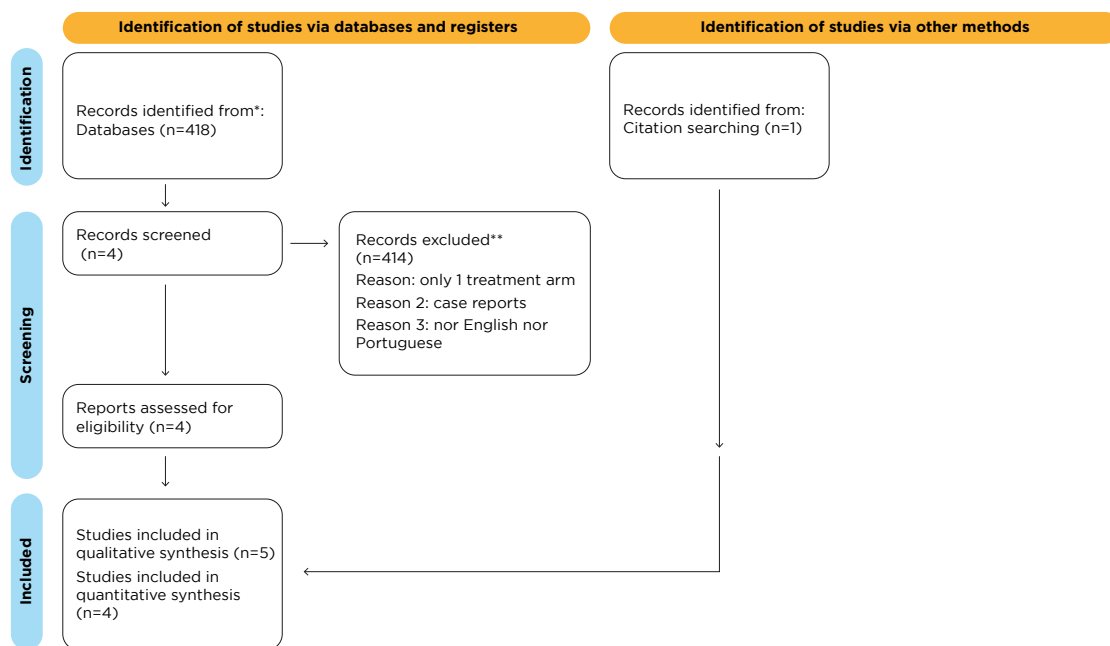 Identification of studies via databases and registers
Identification of studies via other methods
Identification
Records identified from*:
Databases (n=418)
Records identified from:
Citation searching (n=1)
Screening
Records screened
(n=4)
Records excluded**
(n=414)
Reason: only 1 treatment arm
Reason 2: case reports
Reason 3: nor English nor
Portuguese
Reports assessed for
eligibility (n=4)
Included
Studies included in
qualitative synthesis (n=5)
Studies included in
quantitative synthesis
(n=4)